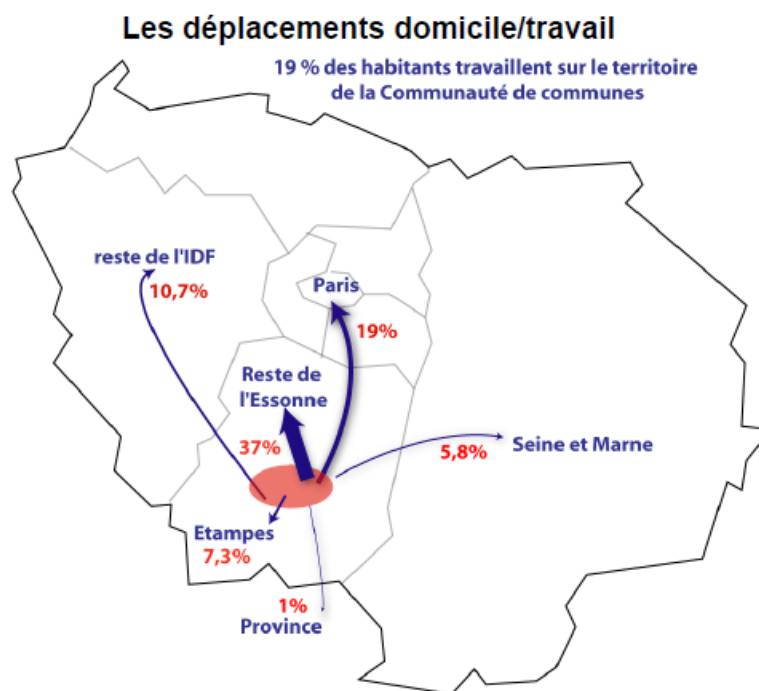 Les déplacements domicile/travail
19 % des habitants travaillent sur le territoire
de la Communauté de communes
reste de l'IDF
10,7%
Paris
19%
Reste de
l'Essonne
37%
Seine et Marne
5,8%
Etampes
7,3%
1%
Province